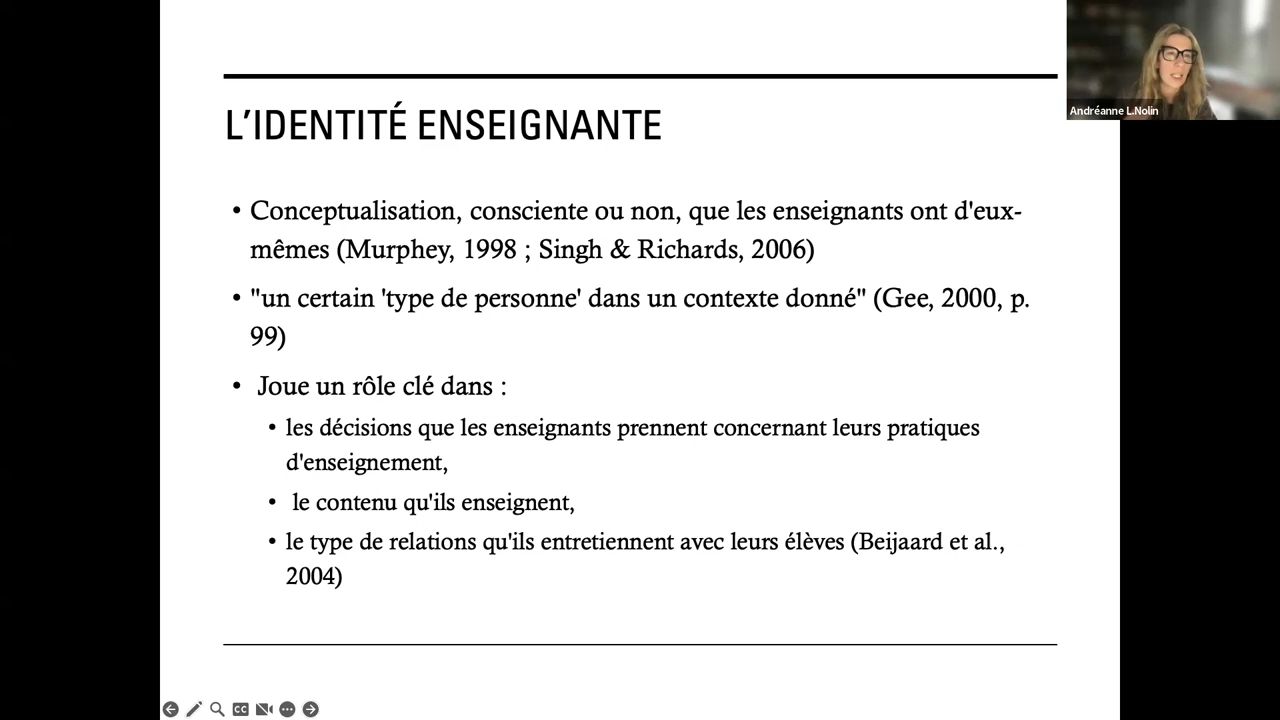 Andréanne L.Nolin
L'IDENTITÉ ENSEIGNANTE
• Conceptualisation, consciente ou non, que les enseignants ont d'eux-
mêmes (Murphey, 1998 ; Singh & Richards, 2006)
• "un certain 'type de personne' dans un contexte donné" (Gee, 2000, p.
99)
• Joue un rôle clé dans :
• les décisions que les enseignants prennent concernant leurs pratiques
d'enseignement,
• le contenu qu'ils enseignent,
• le type de relations qu'ils entretiennent avec leurs élèves (Beijaard et al.,
2004)
CC